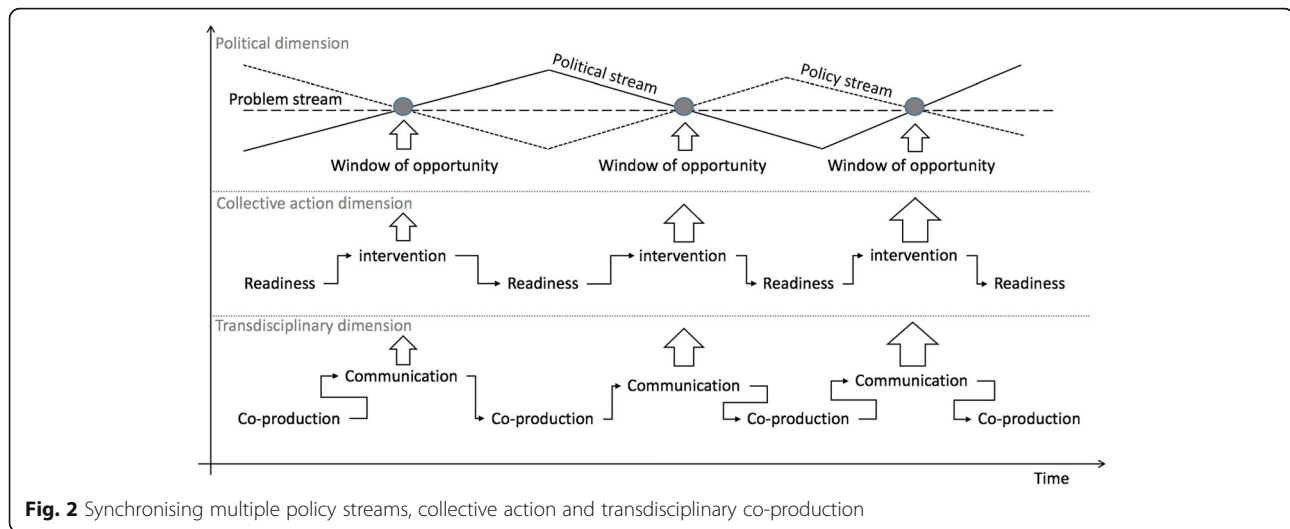 Political dimension
Political stream
Policy stream
Problem stream
Window of opportunity
Window of opportunity
Window of opportunity
Collective action dimension
intervention
intervention
intervention
Readiness
Readiness
Readiness
Readiness
Transdisciplinary dimension
Communication
Communication
Communication
Co-production
Co-production
Co-production
Co-production
Time
Fig. 2 Synchronising multiple policy streams, collective action and transdisciplinary co-production